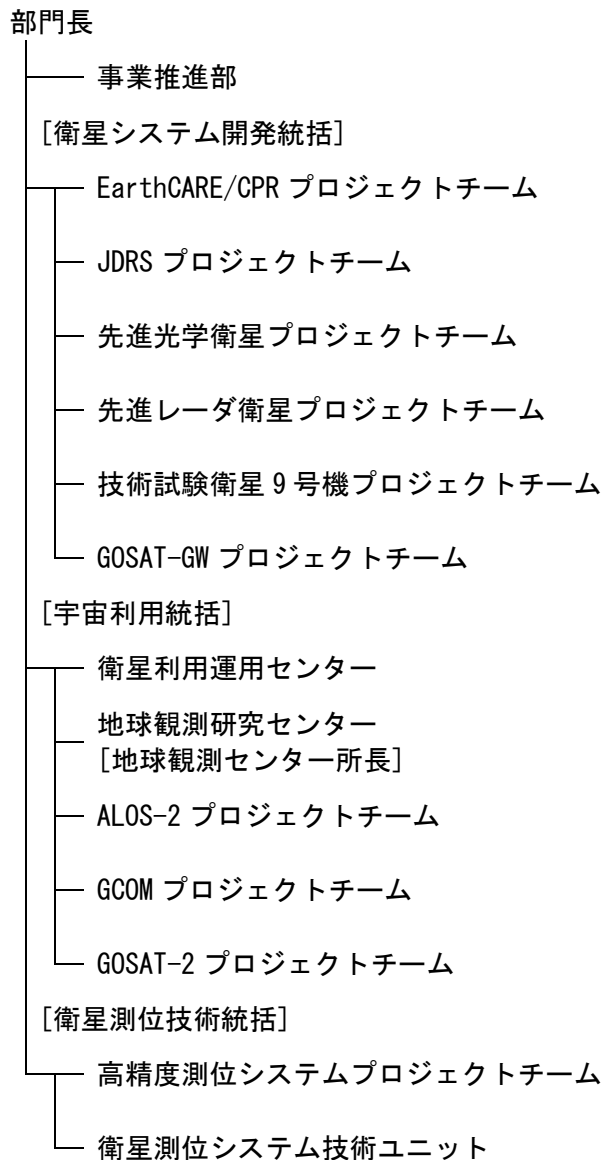 部門長
事業推進部
[衛星システム開発統括]
EarthCARE/CPR プロジェクトチーム
JDRS プロジェクトチーム
先進光学衛星プロジェクトチーム
先進レーダ衛星プロジェクトチーム
技術試験衛星 9 号機プロジェクトチーム
GOSAT-GW プロジェクトチーム
[宇宙利用統括]
衛星利用運用センター
地球観測研究センター
[地球観測センター所長]
ALOS-2 プロジェクトチーム
GCOM プロジェクトチーム
GOSAT-2 プロジェクトチーム
[衛星測位技術統括]
高精度測位システムプロジェクトチーム
衛星測位システム技術ユニット